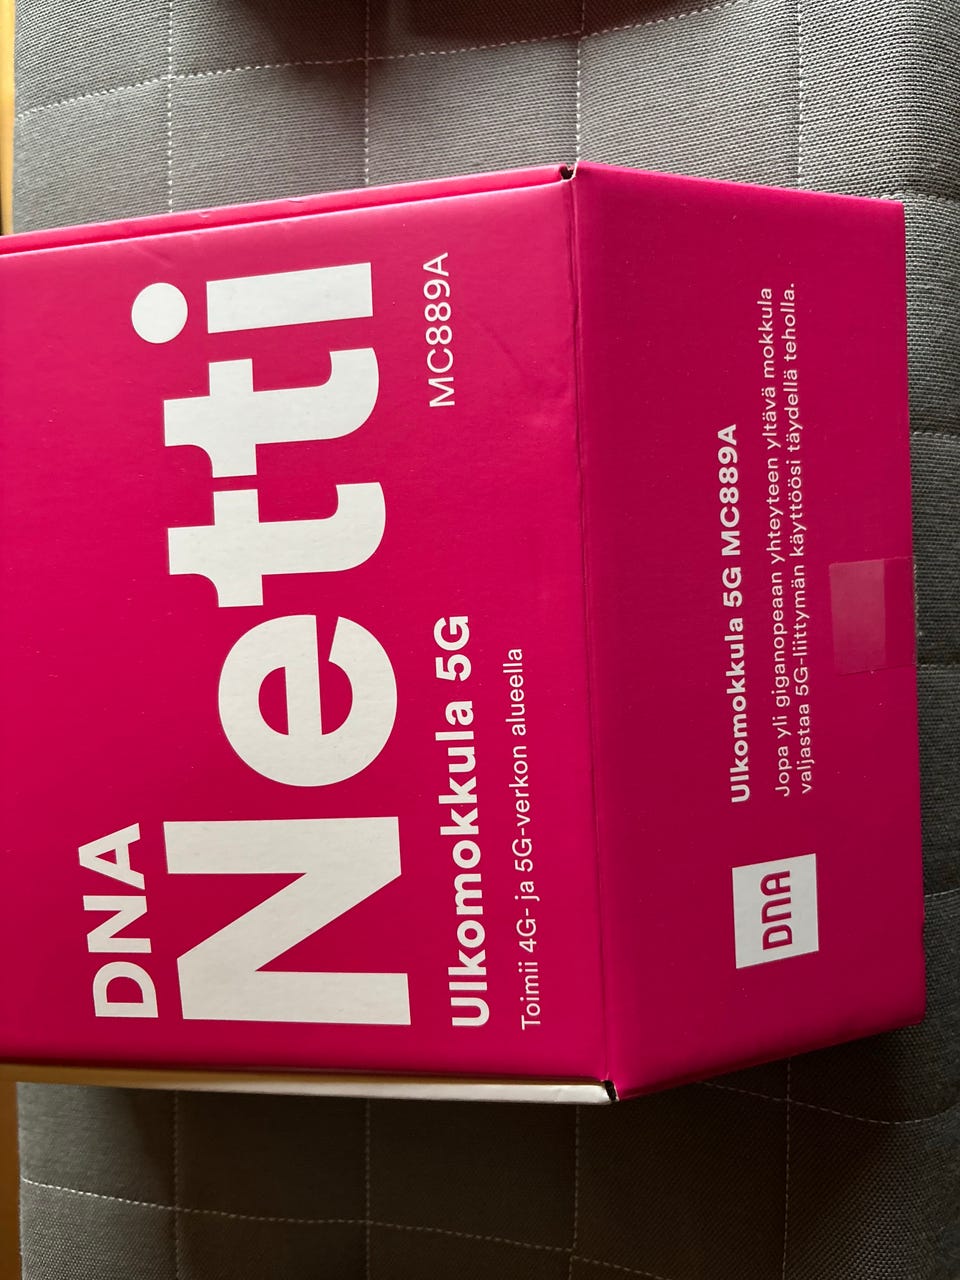 DNA
Netti
Ulkomokkula 5G MC889A
Toimii 4G- ja 5G-verkon alueella
DNA
Ulkomokkula 5G MC889A
Jopa yli giganopeaan yhteyteen yltävä mokkula
valjastaa 5G-liittymän käyttöösi täydellä teholla.